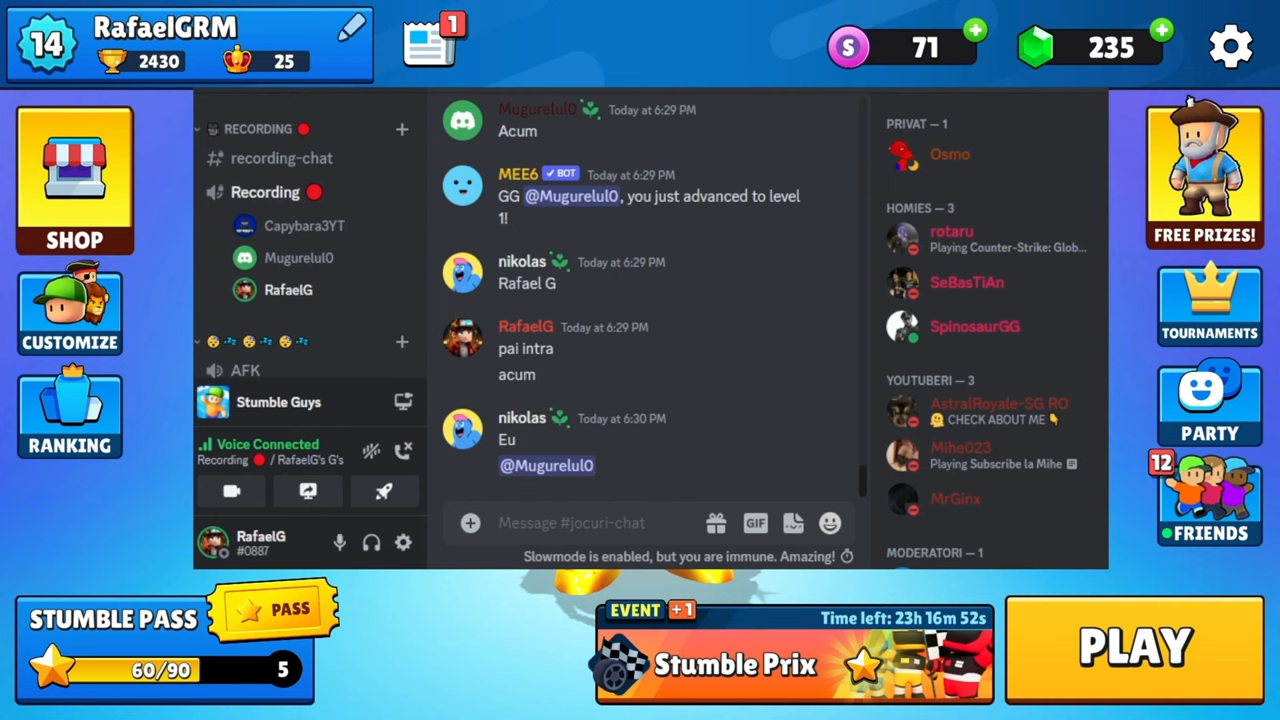 14
RafaelGRM
2430
25
1
71
235
SHOP
CUSTOMIZE
RANKING
RECORDING
recording-chat
Recording
Capybara3YT
Mugurelul0
RafaelG
AFK
Stumble Guys
Voice Connected
Recording / RafaelG's G's
RafaelG
#0887
Mugurelul0 Today at 6:29 PM
Acum
MEE6 ✓ BOT Today at 6:29 PM
GG @Mugurelul0, you just advanced to level
1!
nikolas Today at 6:29 PM
Rafael G
RafaelG Today at 6:29 PM
pai intra
acum
nikolas Today at 6:30 PM
Eu
@Mugurelul0
Message #jocuri-chat
GIF
Slowmode is enabled, but you are immune. Amazing!
PRIVAT — 1
Osmo
HOMIES — 3
rotaru
Playing Counter-Strike: Glob...
SeBasTiAn
SpinosaurGG
YOUTUBERI — 3
AstralRoyale-SG RO
CHECK ABOUT ME
Mihe023
Playing Subscribe la Mihe
MrGinx
MODERATORI — 1
FREE PRIZES!
TOURNAMENTS
PARTY
12
FRIENDS
STUMBLE PASS
PASS
60/90
5
EVENT +1
Time left: 23h 16m 52s
Stumble Prix
PLAY